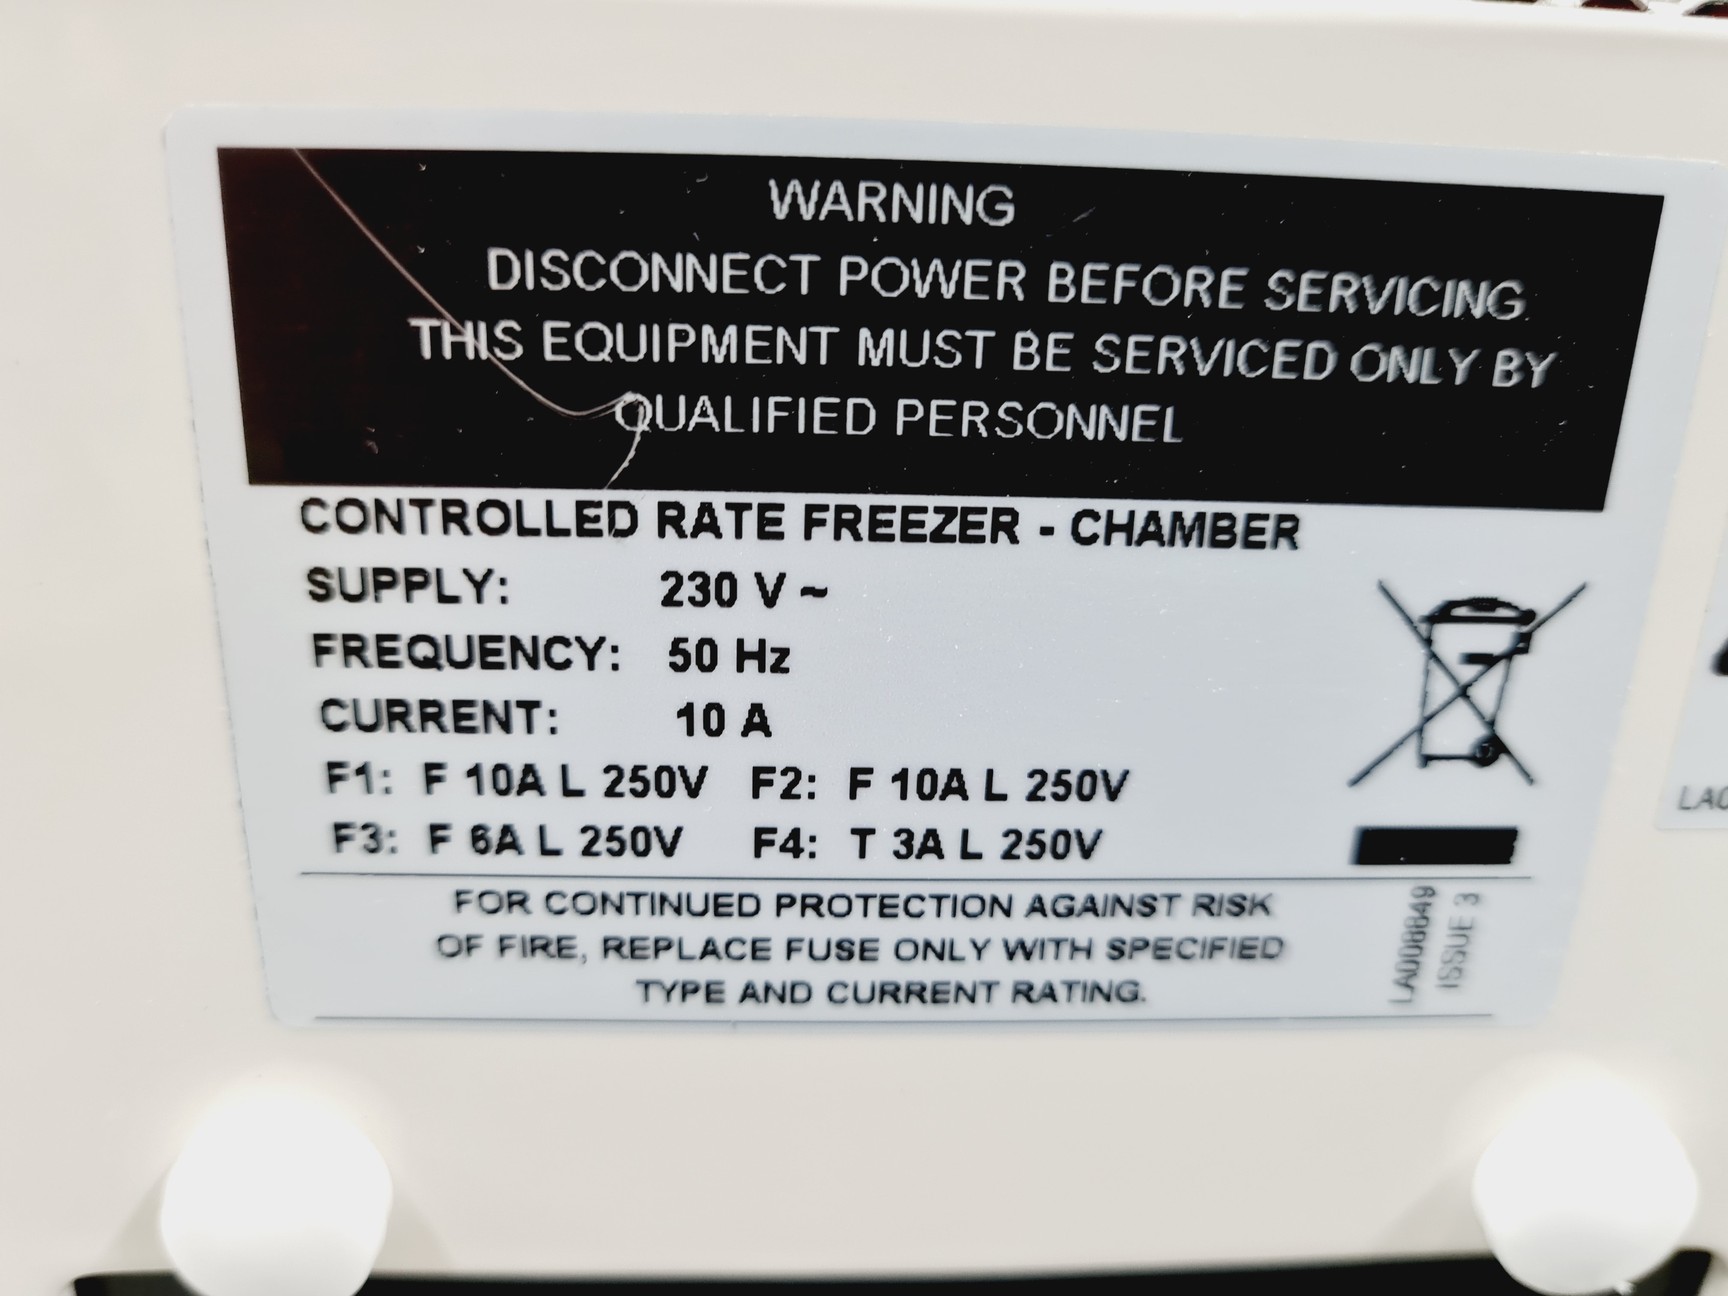 WARNING
DISCONNECT POWER BEFORE SERVICING.
THIS EQUIPMENT MUST BE SERVICED ONLY BY
QUALIFIED PERSONNEL
CONTROLLED RATE FREEZER - CHAMBER
SUPPLY: 230 V ~
FREQUENCY: 50 Hz
CURRENT: 10 A
F1: F 10A L 250V F2: F 10A L 250V
F3: F 6A L 250V F4: T 3A L 250V
FOR CONTINUED PROTECTION AGAINST RISK
OF FIRE, REPLACE FUSE ONLY WITH SPECIFIED
TYPE AND CURRENT RATING.
LA008849
ISSUE 3